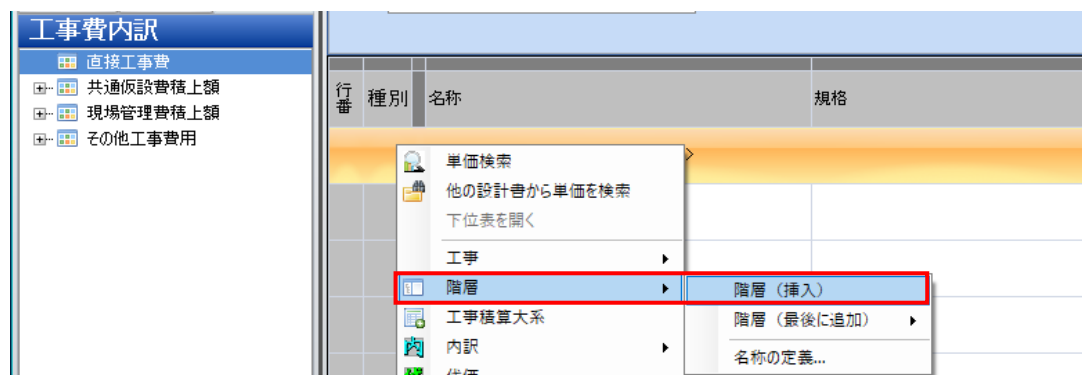 工事費内訳
直接工事費
共通仮設費積上額
現場管理費積上額
その他工事費用
行番 種別 名称 規格
単価検索
他の設計書から単価を検索
下位表を開く
工事
階層
階層（挿入）
工事積算大系
階層（最後に追加）
内訳
名称の定義...
代価